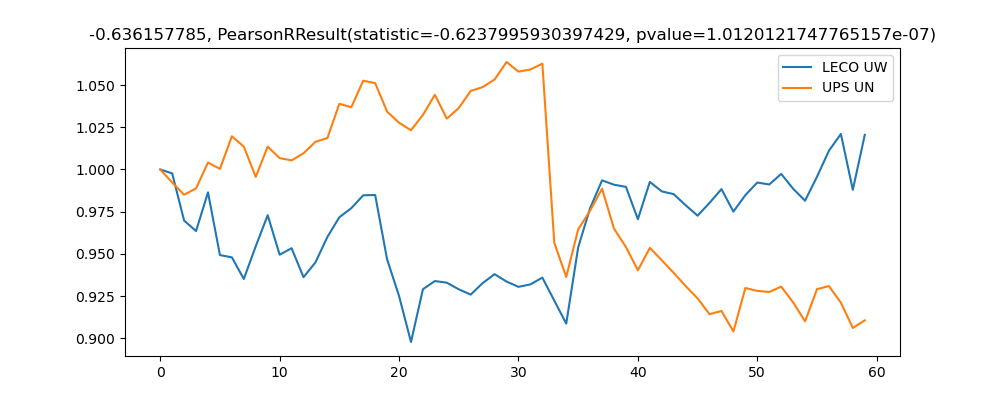 -0.636157785, PearsonRResult(statistic=-0.6237995930397429, pvalue=1.0120121747765157e-07)
LECO UW
UPS UN
1.050
1.025
1.000
0.975
0.950
0.925
0.900
0 10 20 30 40 50 60